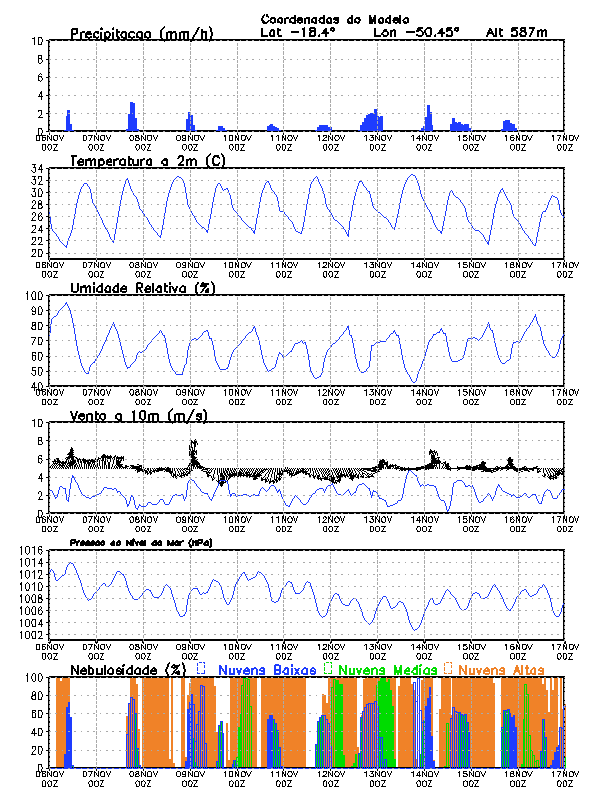 Coordenadas do Modelo
Precipitacao (mm/h) Lat -18.4° Lon -50.45° Alt 587m
10
8
6
4
2
0
06NOV 07NOV 08NOV 09NOV 10NOV 11NOV 12NOV 13NOV 14NOV 15NOV 16NOV 17NOV
00Z 00Z 00Z 00Z 00Z 00Z 00Z 00Z 00Z 00Z 00Z 00Z
Temperatura a 2m (C)
34
32
30
28
26
24
22
20
06NOV 07NOV 08NOV 09NOV 10NOV 11NOV 12NOV 13NOV 14NOV 15NOV 16NOV 17NOV
00Z 00Z 00Z 00Z 00Z 00Z 00Z 00Z 00Z 00Z 00Z 00Z
Umidade Relativa (%)
100
90
80
70
60
50
40
06NOV 07NOV 08NOV 09NOV 10NOV 11NOV 12NOV 13NOV 14NOV 15NOV 16NOV 17NOV
00Z 00Z 00Z 00Z 00Z 00Z 00Z 00Z 00Z 00Z 00Z 00Z
Vento a 10m (m/s)
10
8
6
4
2
0
06NOV 07NOV 08NOV 09NOV 10NOV 11NOV 12NOV 13NOV 14NOV 15NOV 16NOV 17NOV
00Z 00Z 00Z 00Z 00Z 00Z 00Z 00Z 00Z 00Z 00Z 00Z
Pressao ao Nivel do Mar (hPa)
1016
1014
1012
1010
1008
1006
1004
1002
06NOV 07NOV 08NOV 09NOV 10NOV 11NOV 12NOV 13NOV 14NOV 15NOV 16NOV 17NOV
00Z 00Z 00Z 00Z 00Z 00Z 00Z 00Z 00Z 00Z 00Z 00Z
Nebulosidade (%) Nuvens Baixas Nuvens Medias Nuvens Altas
100
80
60
40
20
0
06NOV 07NOV 08NOV 09NOV 10NOV 11NOV 12NOV 13NOV 14NOV 15NOV 16NOV 17NOV
00Z 00Z 00Z 00Z 00Z 00Z 00Z 00Z 00Z 00Z 00Z 00Z